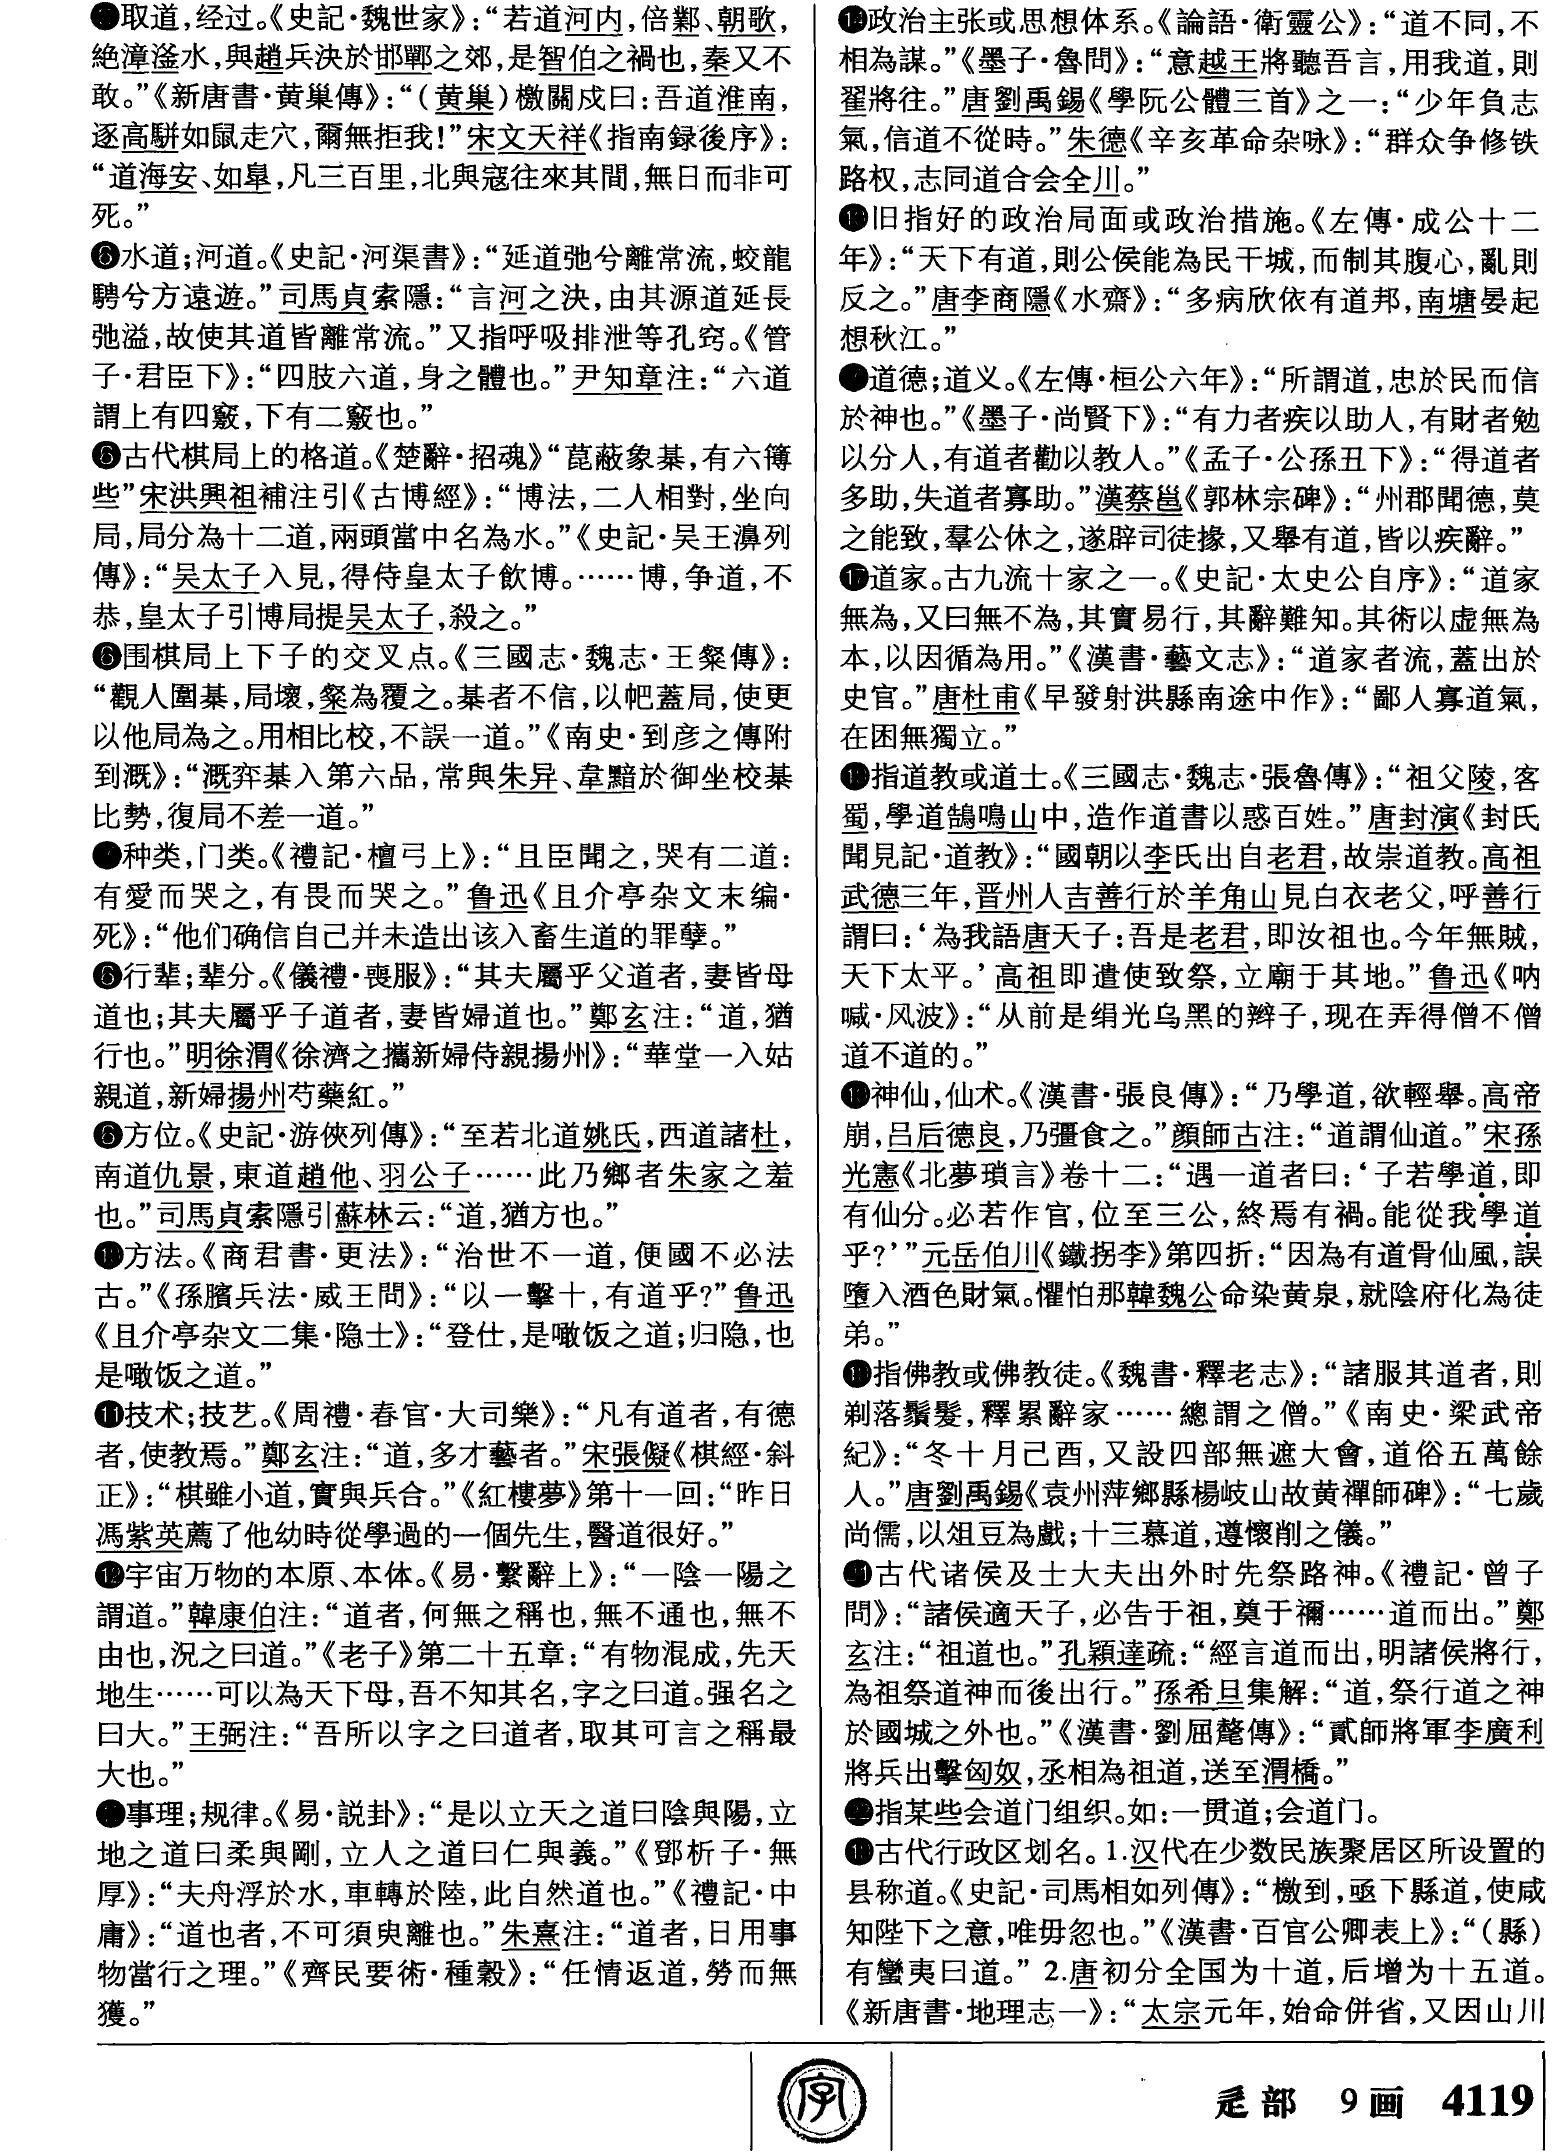 取道，经过。《史記·魏世家》：“若道河内，倍鄴、朝歌，
絶漳滏水，與趙兵決於邯鄲之郊，是智伯之禍也，秦又不
敢。”《新唐書·黄巢傳》：“（黄巢）檄關戍曰：吾道淮南，
逐高駢如鼠走穴，爾無拒我！”宋文天祥《指南録後序》：
“道海安、如皐，凡三百里，北與寇往來其間，無日而非可
死。”
❻水道；河道。《史記·河渠書》：“延道弛兮離常流，蛟龍
騁兮方遠遊。”司馬貞索隱：“言河之決，由其源道延長
弛溢，故使其道皆離常流。”又指呼吸排泄等孔窍。《管
子·君臣下》：“四肢六道，身之體也。”尹知章注：“六道
謂上有四竅，下有二竅也。”
❻古代棋局上的格道。《楚辭·招魂》“菎蔽象棊，有六簙
些”宋洪興祖補注引《古博經》：“博法，二人相對，坐向
局，局分為十二道，兩頭當中名為水。”《史記·吴王濞列
傳》：“吴太子入見，得侍皇太子飲博。……博，争道，不
恭，皇太子引博局提吴太子，殺之。”
❻围棋局上下子的交叉点。《三國志·魏志·王粲傳》：
“觀人圍棊，局壞，粲為覆之。棊者不信，以帊蓋局，使更
以他局為之。用相比校，不誤一道。”《南史·到彦之傳附
到溉》：“溉弈棊入第六品，常與朱异、韋黯於御坐校棊
比勢，復局不差一道。”
种类，门类。《禮記·檀弓上》：“且臣聞之，哭有二道：
有愛而哭之，有畏而哭之。”鲁迅《且介亭杂文末编·
死》：“他们确信自己并未造出该入畜生道的罪孽。”
❻行辈；辈分。《儀禮·喪服》：“其夫屬乎父道者，妻皆母
道也；其夫屬乎子道者，妻皆婦道也。”鄭玄注：“道，猶
行也。”明徐渭《徐濟之攜新婦侍親揚州》：“華堂一入姑
親道，新婦揚州芍藥紅。”
❻方位。《史記·游俠列傳》：“至若北道姚氏，西道諸杜，
南道仇景，東道趙他、羽公子……此乃鄉者朱家之羞
也。”司馬貞索隱引蘇林云：“道，猶方也。”
方法。《商君書·更法》：“治世不一道，便國不必法
古。”《孫臏兵法·威王問》：“以一擊十，有道乎？”鲁迅
《且介亭杂文二集·隐士》：“登仕，是噉饭之道；归隐，也
是噉饭之道。”
⓫技术；技艺。《周禮·春官·大司樂》：“凡有道者，有德
者，使教焉。”鄭玄注：“道，多才藝者。”宋張儗《棋經·斜
正》：“棋雖小道，實與兵合。”《紅樓夢》第十一回：“昨日
馮紫英薦了他幼時從學過的一個先生，醫道很好。”
⓬宇宙万物的本原、本体。《易·繫辭上》：“一陰一陽之
謂道。”韓康伯注：“道者，何無之稱也，無不通也，無不
由也，況之曰道。”《老子》第二十五章：“有物混成，先天
地生……可以為天下母，吾不知其名，字之曰道。强名之
曰大。”王弼注：“吾所以字之曰道者，取其可言之稱最
大也。”
事理；规律。《易·説卦》：“是以立天之道曰陰與陽，立
地之道曰柔與剛，立人之道曰仁與義。”《鄧析子·無
厚》：“夫舟浮於水，車轉於陸，此自然道也。”《禮記·中
庸》：“道也者，不可須臾離也。”朱熹注：“道者，日用事
物當行之理。”《齊民要術·種穀》：“任情返道，勞而無
獲。”
政治主张或思想体系。《論語·衛靈公》：“道不同，不
相為謀。”《墨子·魯問》：“意越王將聽吾言，用我道，則
翟將往。”唐劉禹錫《學阮公體三首》之一：“少年負志
氣，信道不從時。”朱德《辛亥革命杂咏》：“群众争修铁
路权，志同道合会全川。”
旧指好的政治局面或政治措施。《左傳·成公十二
年》：“天下有道，則公侯能為民干城，而制其腹心，亂則
反之。”唐李商隱《水齋》：“多病欣依有道邦，南塘晏起
想秋江。”
道德；道义。《左傳·桓公六年》：“所謂道，忠於民而信
於神也。”《墨子·尚賢下》：“有力者疾以助人，有財者勉
以分人，有道者勸以教人。”《孟子·公孫丑下》：“得道者
多助，失道者寡助。”漢蔡邕《郭林宗碑》：“州郡聞德，莫
之能致，羣公休之，遂辟司徒掾，又舉有道，皆以疾辭。”
⓱道家。古九流十家之一。《史記·太史公自序》：“道家
無為，又曰無不為，其實易行，其辭難知。其術以虚無為
本，以因循為用。”《漢書·藝文志》：“道家者流，蓋出於
史官。”唐杜甫《早發射洪縣南途中作》：“鄙人寡道氣，
在困無獨立。”
指道教或道士。《三國志·魏志·張魯傳》：“祖父陵，客
蜀，學道鵠鳴山中，造作道書以惑百姓。”唐封演《封氏
聞見記·道教》：“國朝以李氏出自老君，故崇道教。高祖
武德三年，晋州人吉善行於羊角山見白衣老父，呼善行
謂曰：‘為我語唐天子：吾是老君，即汝祖也。今年無賊，
天下太平。’高祖即遣使致祭，立廟于其地。”鲁迅《呐
喊·风波》：“从前是绢光乌黑的辫子，现在弄得僧不僧
道不道的。”
神仙，仙术。《漢書·張良傳》：“乃學道，欲輕舉。高帝
崩，吕后德良，乃彊食之。”顔師古注：“道謂仙道。”宋孫
光憲《北夢瑣言》卷十二：“遇一道者曰：‘子若學道，即
有仙分。必若作官，位至三公，終焉有禍。能從我學道
乎？’”元岳伯川《鐵拐李》第四折：“因為有道骨仙風，誤
墮入酒色財氣。懼怕那韓魏公命染黄泉，就陰府化為徒
弟。”
指佛教或佛教徒。《魏書·釋老志》：“諸服其道者，則
剃落鬚髮，釋累辭家……總謂之僧。”《南史·梁武帝
紀》：“冬十月己酉，又設四部無遮大會，道俗五萬餘
人。”唐劉禹錫《袁州萍鄉縣楊岐山故黄禪師碑》：“七歲
尚儒，以俎豆為戲；十三慕道，遵懷削之儀。”
古代诸侯及士大夫出外时先祭路神。《禮記·曾子
問》：“諸侯適天子，必告于祖，奠于禰……道而出。”鄭
玄注：“祖道也。”孔穎達疏：“經言道而出，明諸侯將行，
為祖祭道神而後出行。”孫希旦集解：“道，祭行道之神
於國城之外也。”《漢書·劉屈氂傳》：“貳師將軍李廣利
將兵出擊匈奴，丞相為祖道，送至渭橋。”
指某些会道门组织。如：一贯道；会道门。
古代行政区划名。1.汉代在少数民族聚居区所设置的
县称道。《史記·司馬相如列傳》：“檄到，亟下縣道，使咸
知陛下之意，唯毋忽也。”《漢書·百官公卿表上》：“（縣）
有蠻夷曰道。” 2.唐初分全国为十道，后增为十五道。
《新唐書·地理志一》：“太宗元年，始命併省，又因山川
字
辵部 9画 4119